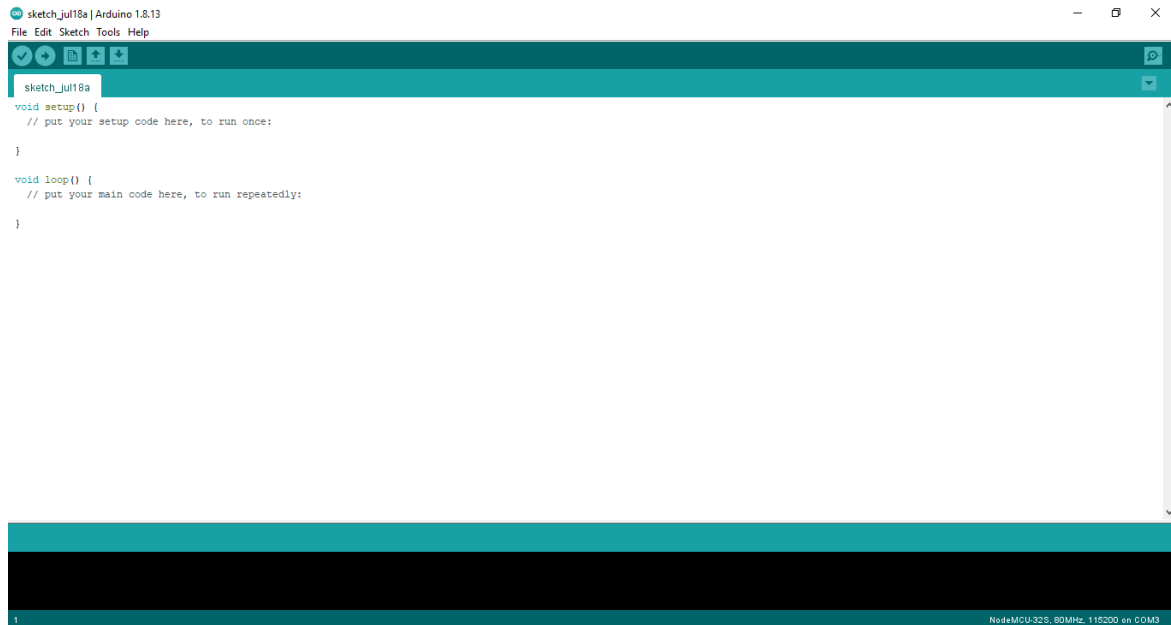 sketch_jul18a | Arduino 1.8.13
File Edit Sketch Tools Help
sketch_jul18a
void setup() {
  // put your setup code here, to run once:
}
void loop() {
  // put your main code here, to run repeatedly:
}
1
NodeMCU-32S, 80MHz, 115200 on COM3